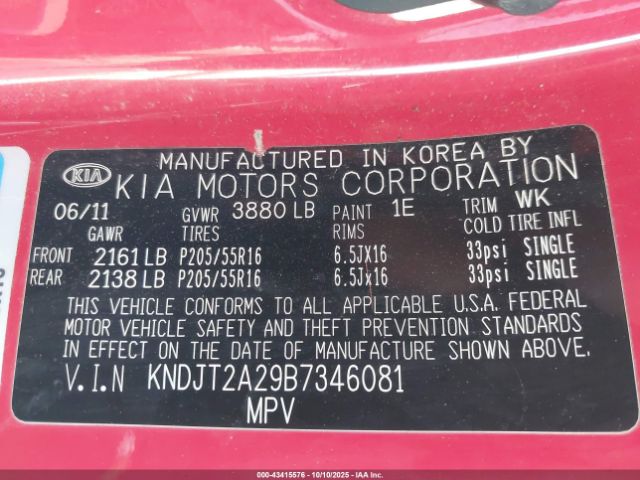 MANUFACTURED IN KOREA BY
KIA KIA MOTORS CORPORATION
06/11 GVWR 3880 LB PAINT 1E TRIM WK
GAWR TIRES RIMS COLD TIRE INFL
FRONT 2161 LB P205/55R16 6.5JX16 33psi SINGLE
REAR 2138 LB P205/55R16 6.5Jx16 33psi SINGLE
THIS VEHICLE CONFORMS TO ALL APPLICABLE U.S.A. FEDERAL
MOTOR VEHICLE SAFETY AND THEFT PREVENTION STANDARDS
IN EFFECT ON THE DATE OF MANUFACTURE SHOWN ABOVE.
V.I.N KNDJT2A29B7346081
MPV
000-43415576 - 10/10/2025 - COPYRIGHT IAA, LLC.